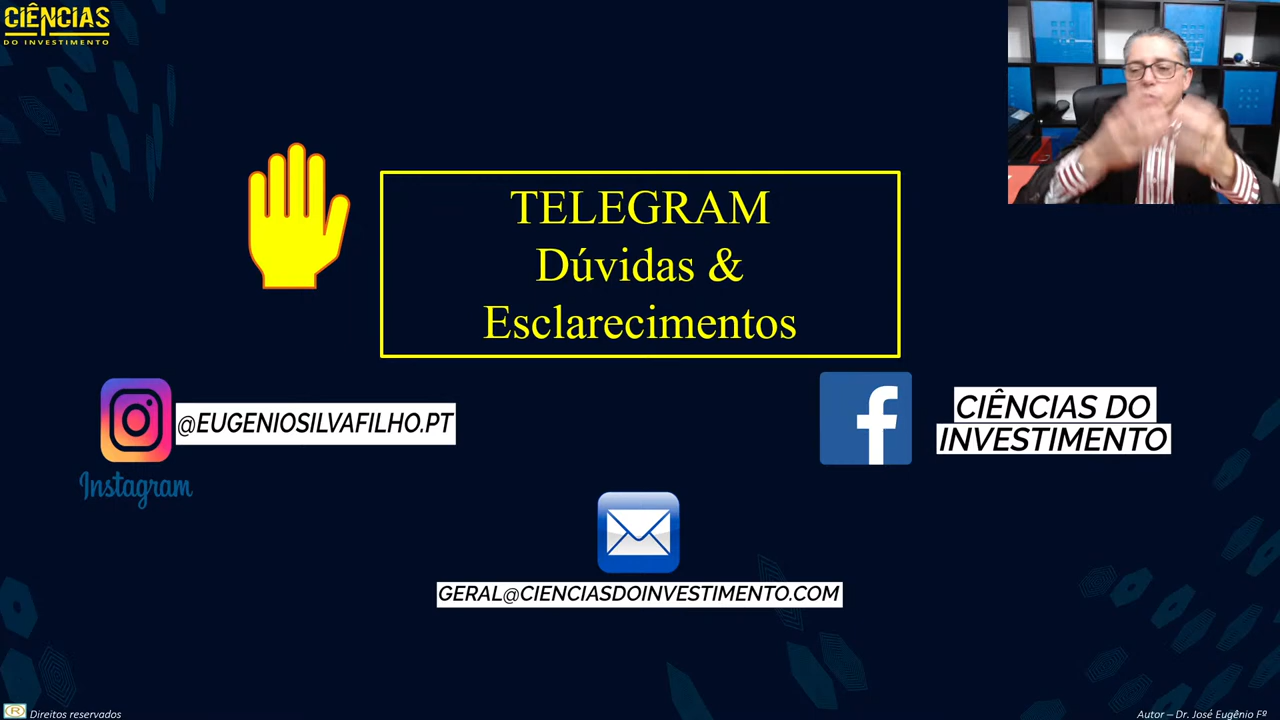 CIÊNCIAS
DO INVESTIMENTO
TELEGRAM
Dúvidas &
Esclarecimentos
@EUGENIOSILVAFILHO.PT
Instagram
CIÊNCIAS DO
INVESTIMENTO
GERAL@CIENCIASDOINVESTIMENTO.COM
R Direitos reservados
Autor – Dr. José Eugênio Fº